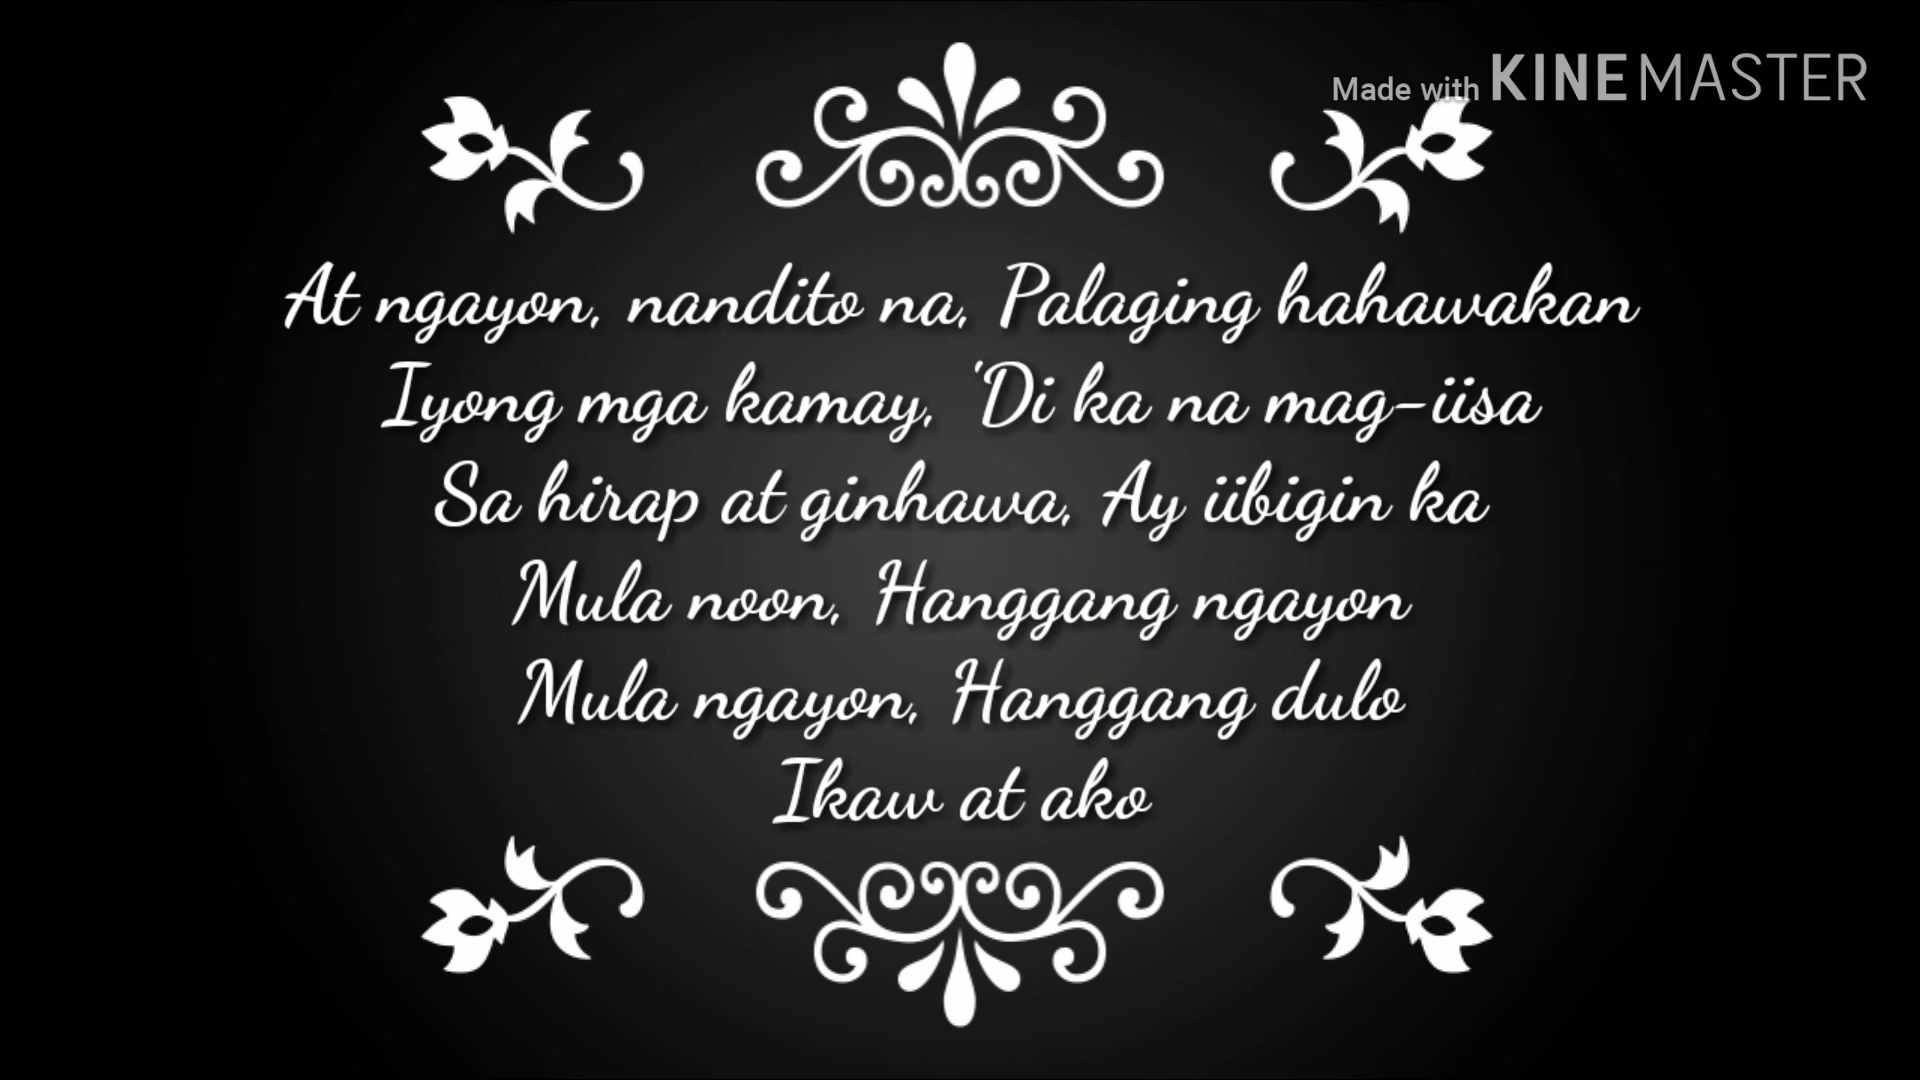 Made with KINEMASTER
At ngayon, nandito na, Palaging hahawakan
Iyong mga kamay, 'Di ka na mag-iisa
Sa hirap at ginhawa, Ay iibigin ka
Mula noon, Hanggang ngayon
Mula ngayon, Hanggang dulo
Ikaw at ako